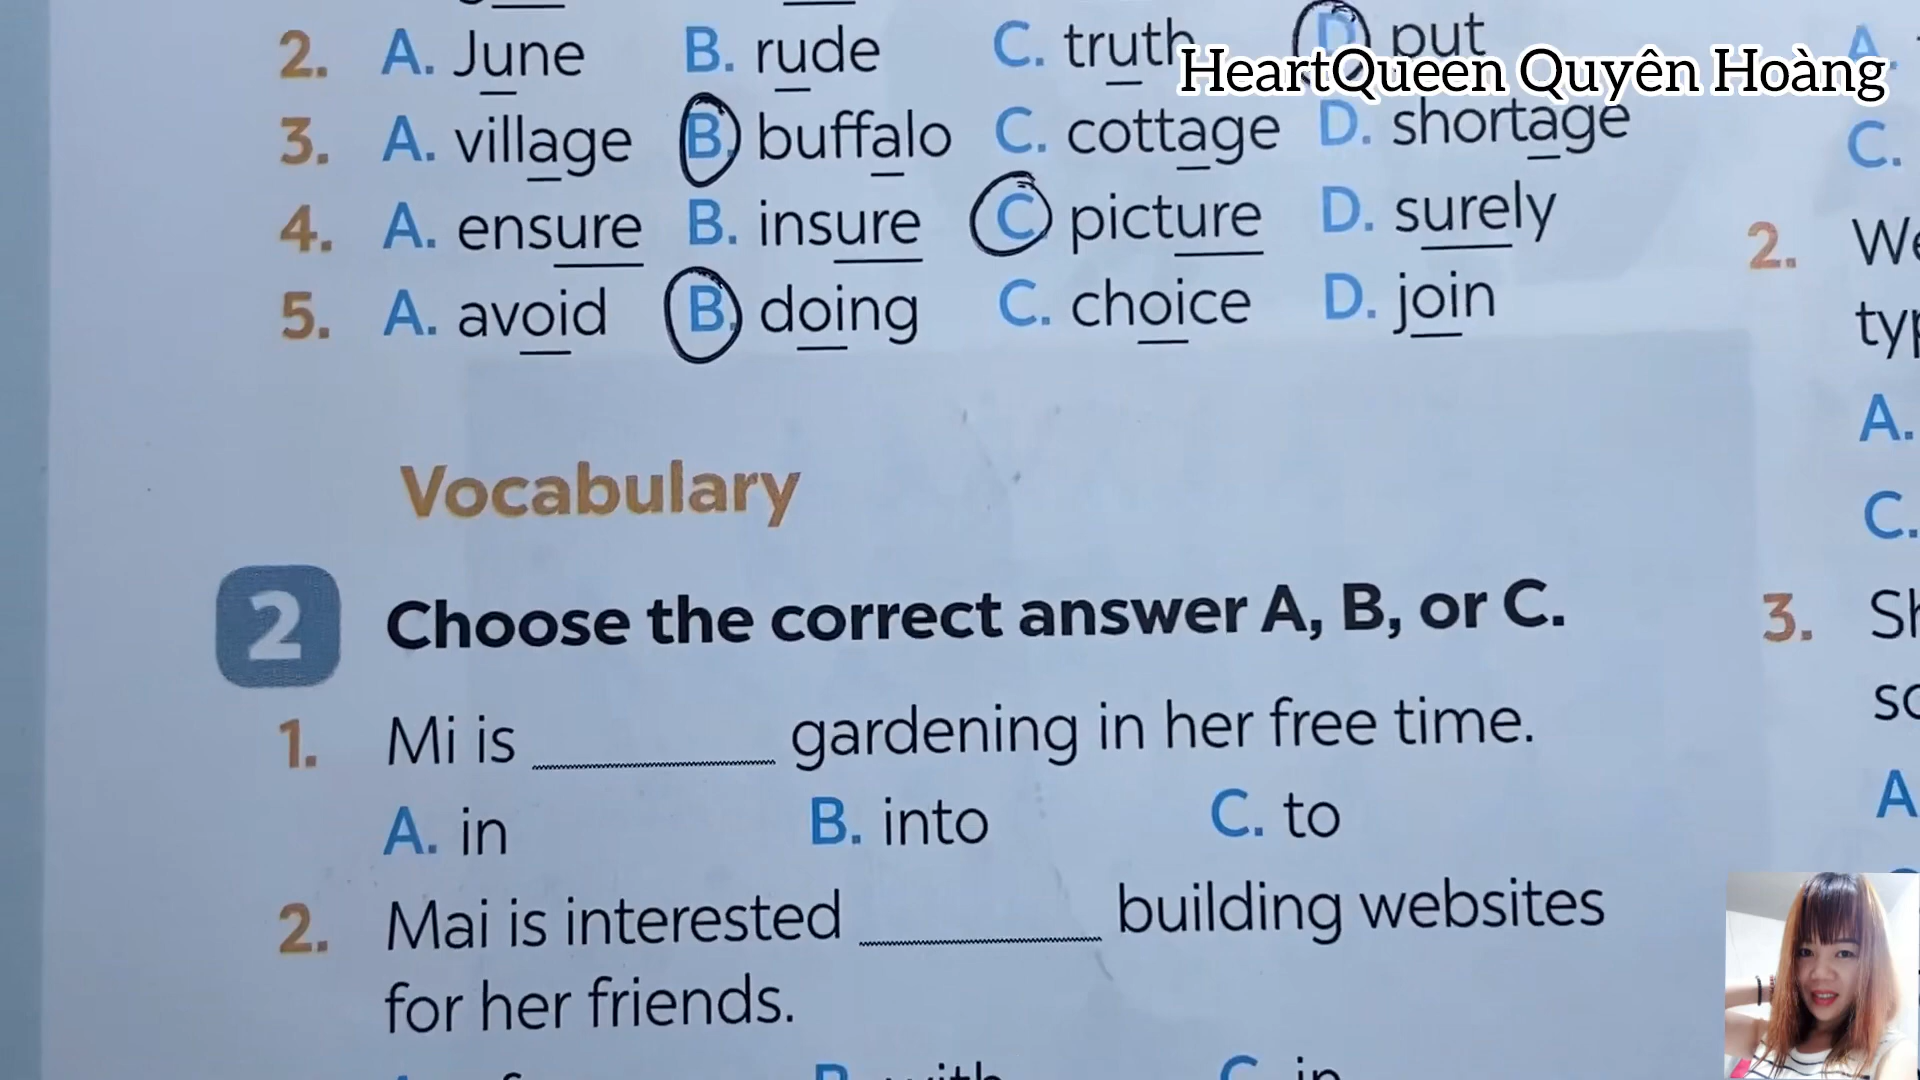 2. A. June B. rude C. truth D. put
HeartQueen Quyên Hoàng
3. A. village B. buffalo C. cottage D. shortage
4. A. ensure B. insure C. picture D. surely
5. A. avoid B. doing C. choice D. join
Vocabulary
2 Choose the correct answer A, B, or C.
1. Mi is ________ gardening in her free time.
A. in B. into C. to
2. Mai is interested ________ building websites
for her friends.
B. with C. in
A.
C.
2.
A.
C.
3.
A